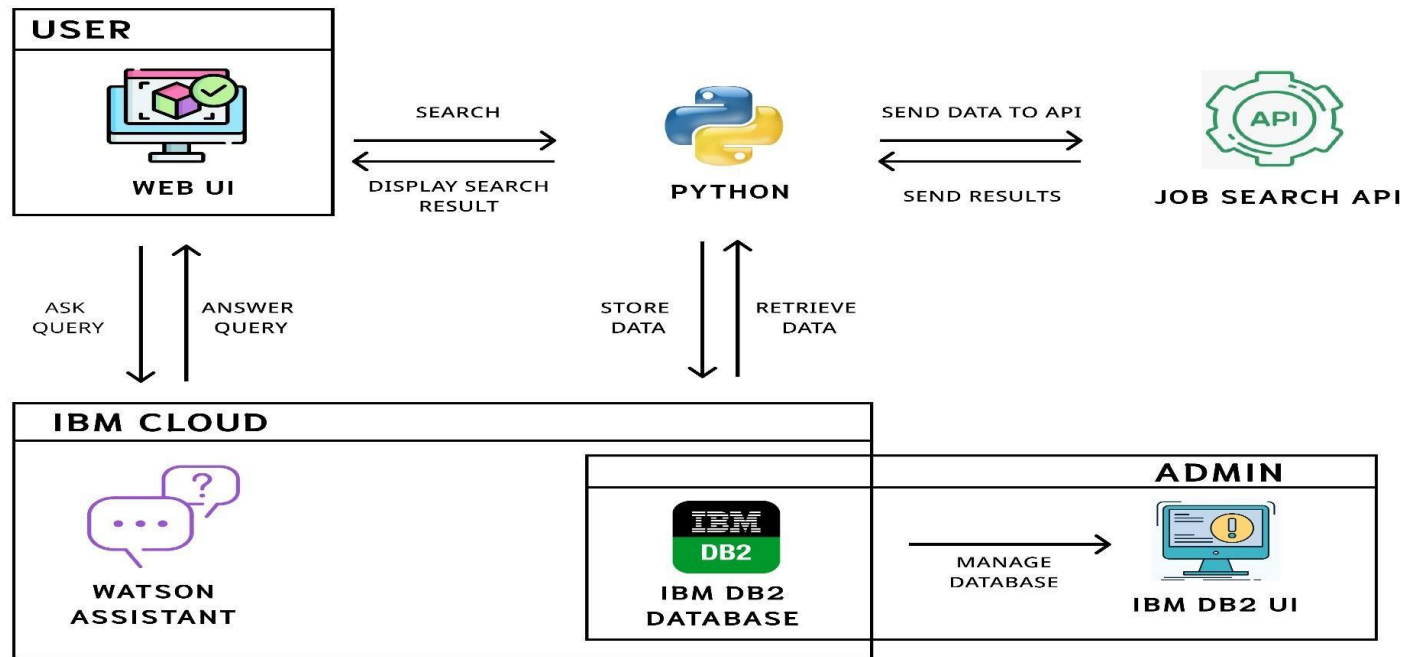 USER
WEB UI
SEARCH
DISPLAY SEARCH
RESULT
PYTHON
SEND DATA TO API
SEND RESULTS
API
JOB SEARCH API
ASK
QUERY
ANSWER
QUERY
STORE
DATA
RETRIEVE
DATA
IBM CLOUD
?
WATSON
ASSISTANT
IBM
DB2
IBM DB2
DATABASE
MANAGE
DATABASE
ADMIN
!
IBM DB2 UI